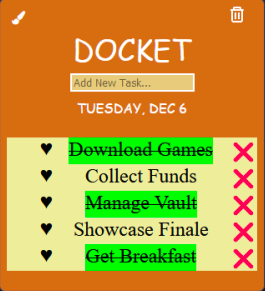 DOCKET
Add New Task...
TUESDAY, DEC 6
♥ Download Games
♥ Collect Funds
♥ Manage Vault
♥ Showcase Finale
♥ Get Breakfast